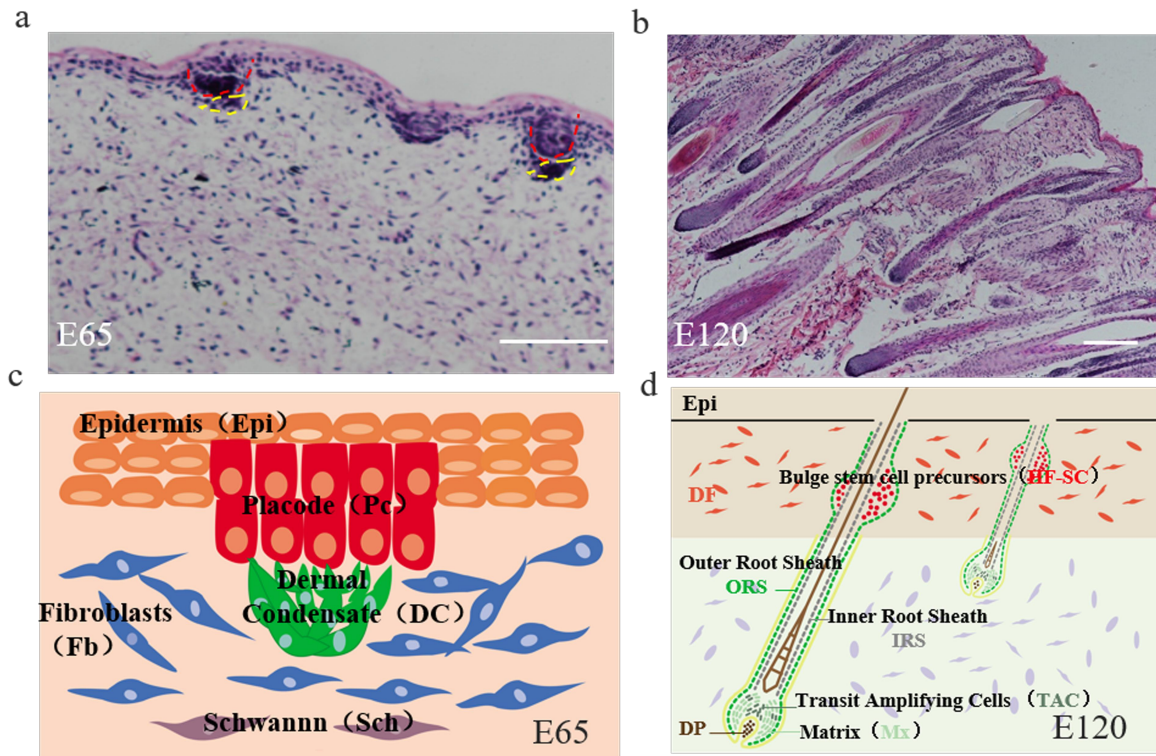 a
b
E65
E120
c
d
Epidermis（Epi）
Placode（Pc）
Dermal
Condensate（DC）
Fibroblasts
（Fb）
Schwannn（Sch）
E65
Epi
Bulge stem cell precursors（HF-SC）
DF
Outer Root Sheath
ORS
Inner Root Sheath
IRS
Transit Amplifying Cells（TAC）
DP
Matrix（Mx）
E120